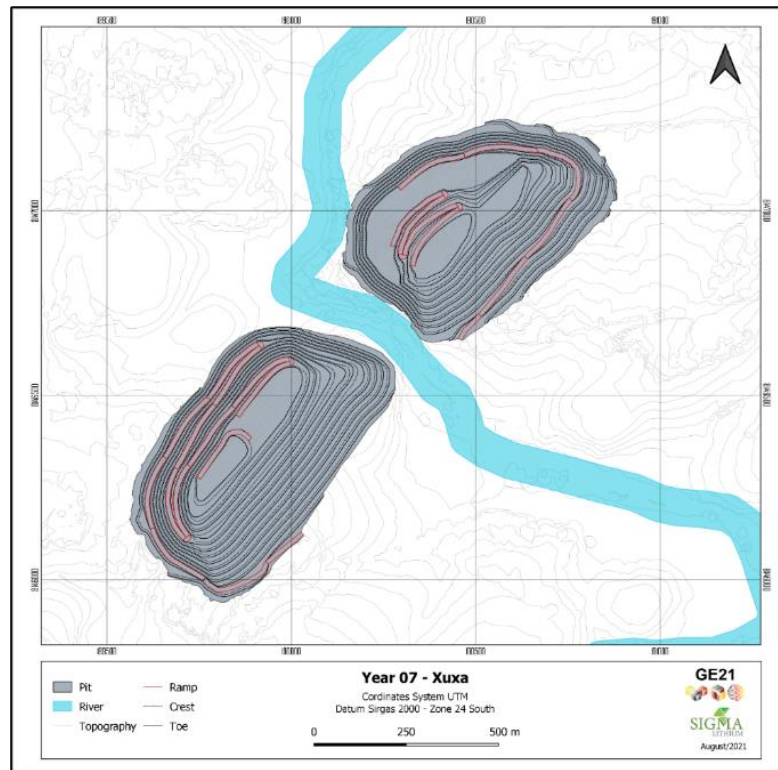 Year 07 - Xuxa
Cordinates System UTM
Datum Sirgas 2000 - Zone 24 South
0 250 500 m
Pit
River
Topography
Ramp
Crest
Toe
GE21
SIGMA
LITHIUM
August/2021